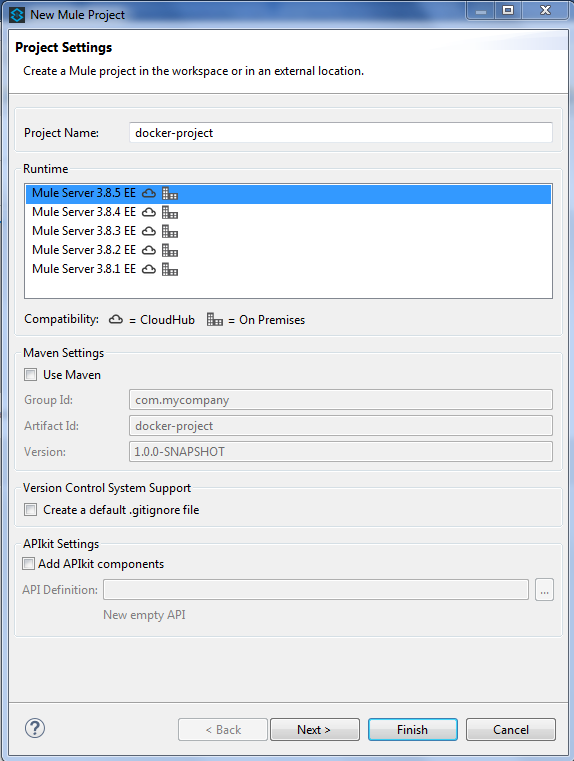 New Mule Project
Project Settings
Create a Mule project in the workspace or in an external location.
Project Name: docker-project
Runtime
Mule Server 3.8.5 EE
Mule Server 3.8.4 EE
Mule Server 3.8.3 EE
Mule Server 3.8.2 EE
Mule Server 3.8.1 EE
Compatibility: = CloudHub = On Premises
Maven Settings
Use Maven
Group Id: com.mycompany
Artifact Id: docker-project
Version: 1.0.0-SNAPSHOT
Version Control System Support
Create a default .gitignore file
APIkit Settings
Add APIkit components
API Definition: ...
New empty API
? < Back Next > Finish Cancel